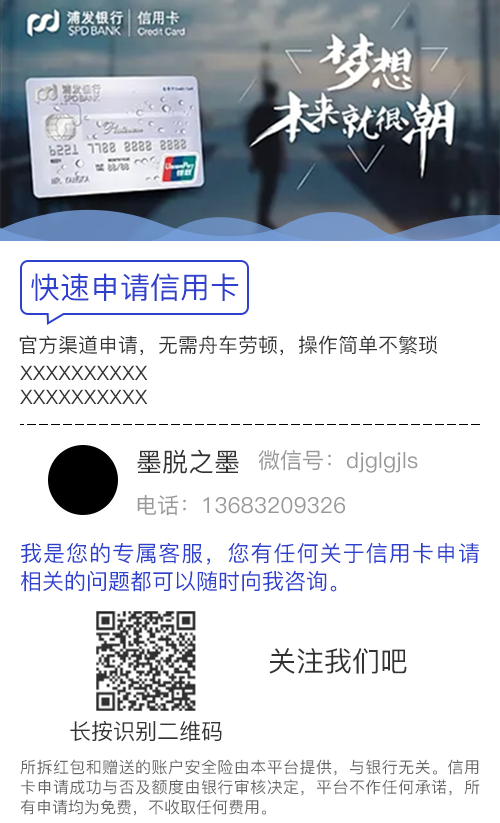 浦发银行 信用卡
SPD BANK Credit Card
梦想
本来就很潮
浦发银行
SPD BANK
Platinum
6221 7788 8888 8888
UnionPay
银联
快速申请信用卡
官方渠道申请，无需舟车劳顿，操作简单不繁琐
XXXXXXXXXX
XXXXXXXXXX
墨脱之墨 微信号：djglgjls
电话：13683209326
我是您的专属客服，您有任何关于信用卡申请
相关的问题都可以随时向我咨询。
关注我们吧
长按识别二维码
所拆红包和赠送的账户安全险由本平台提供，与银行无关。信用
卡申请成功与否及额度由银行审核决定，平台不作任何承诺，所
有申请均为免费，不收取任何费用。